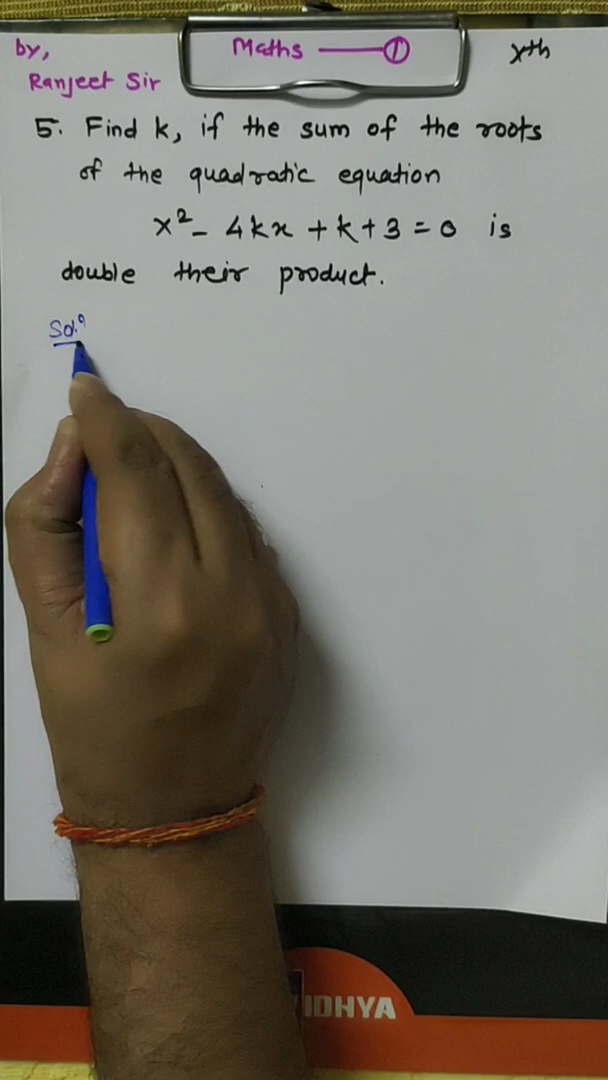 by,
Ranjeet Sir
Maths — ①
Xth
5. Find k, if the sum of the roots
of the quadratic equation
x² - 4kx + k + 3 = 0 is
double their product.
Solⁿ
IDHYA